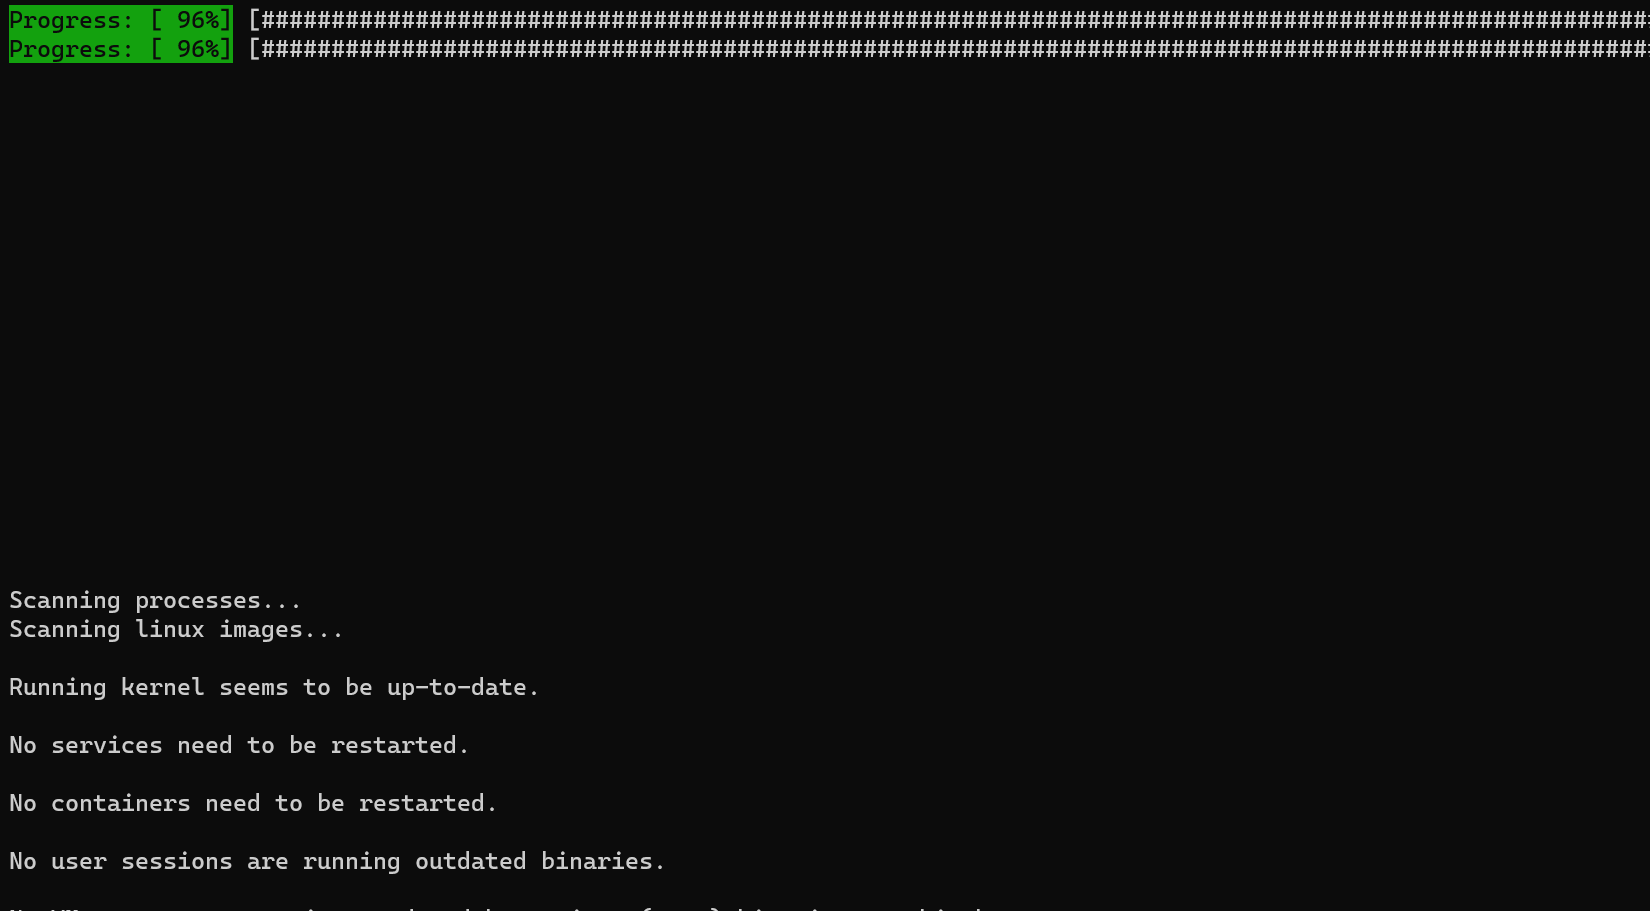 Progress: [ 96%] [###################################################################################################
Progress: [ 96%] [###################################################################################################
Scanning processes...
Scanning linux images...
Running kernel seems to be up-to-date.
No services need to be restarted.
No containers need to be restarted.
No user sessions are running outdated binaries.